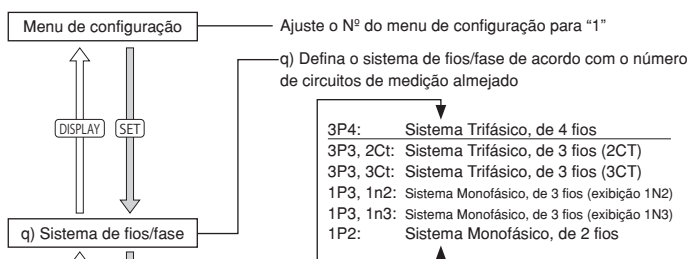 Menu de configuração
Ajuste o Nº do menu de configuração para “1”
q) Defina o sistema de fios/fase de acordo com o número
de circuitos de medição almejado
DISPLAY
SET
3P4: Sistema Trifásico, de 4 fios
3P3, 2Ct: Sistema Trifásico, de 3 fios (2CT)
3P3, 3Ct: Sistema Trifásico, de 3 fios (3CT)
1P3, 1n2: Sistema Monofásico, de 3 fios (exibição 1N2)
1P3, 1n3: Sistema Monofásico, de 3 fios (exibição 1N3)
1P2: Sistema Monofásico, de 2 fios
q) Sistema de fios/fase